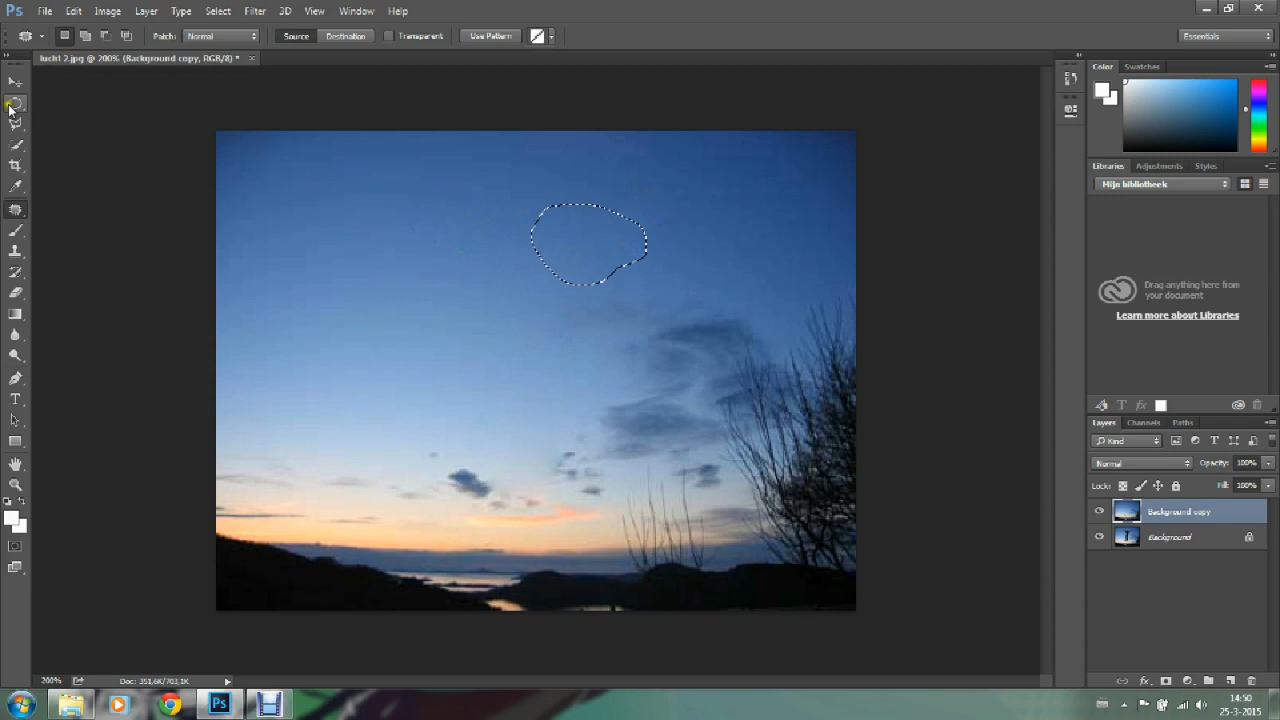 Ps File Edit Image Layer Type Select Filter 3D View Window Help
Patch: Normal Source Destination Transparent Use Pattern Essentials
lucht 2.jpg @ 200% (Background copy, RGB/8) *
Color Swatches
Libraries Adjustments Styles
Mijn bibliotheek
Drag anything here from
your document
Learn more about Libraries
Layers Channels Paths
Kind
Normal Opacity: 100%
Lock: Fill: 100%
Background copy
Background
200% Doc: 351,6K/703,1K
Ps
14:50
25-3-2015